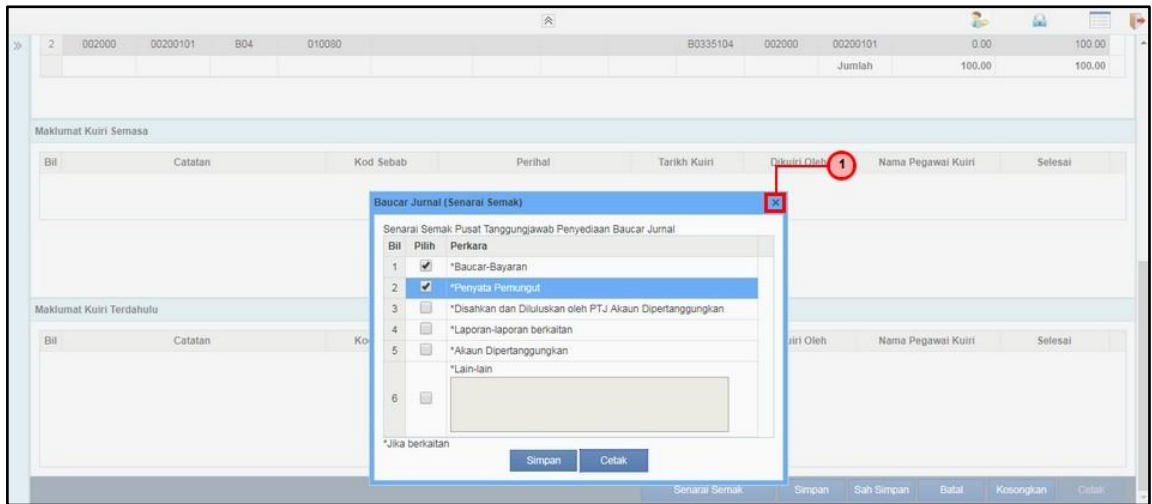 2 002000 00200101 B04 010080 B0335104 002000 00200101 0.00 100.00
Jumlah 100.00 100.00
Maklumat Kuiri Semasa
Bil Catatan Kod Sebab Perihal Tarikh Kuiri Dikuiri Oleh Nama Pegawai Kuiri Selesai
1
Baucar Jurnal (Senarai Semak)
Senarai Semak Pusat Tanggungjawab Penyediaan Baucar Jurnal
Bil Pilih Perkara
1 *Baucar-Bayaran
2 *Penyata Pemungut
3 *Disahkan dan Diluluskan oleh PTJ Akaun Dipertanggungkan
4 *Laporan-laporan berkaitan
5 *Akaun Dipertanggungkan
*Lain-lain
6
*Jika berkaitan
Simpan Cetak
Maklumat Kuiri Terdahulu
Bil Catatan Ko uiri Oleh Nama Pegawai Kuiri Selesai
Senarai Semak Simpan Sah Simpan Batal Kosongkan Cetak